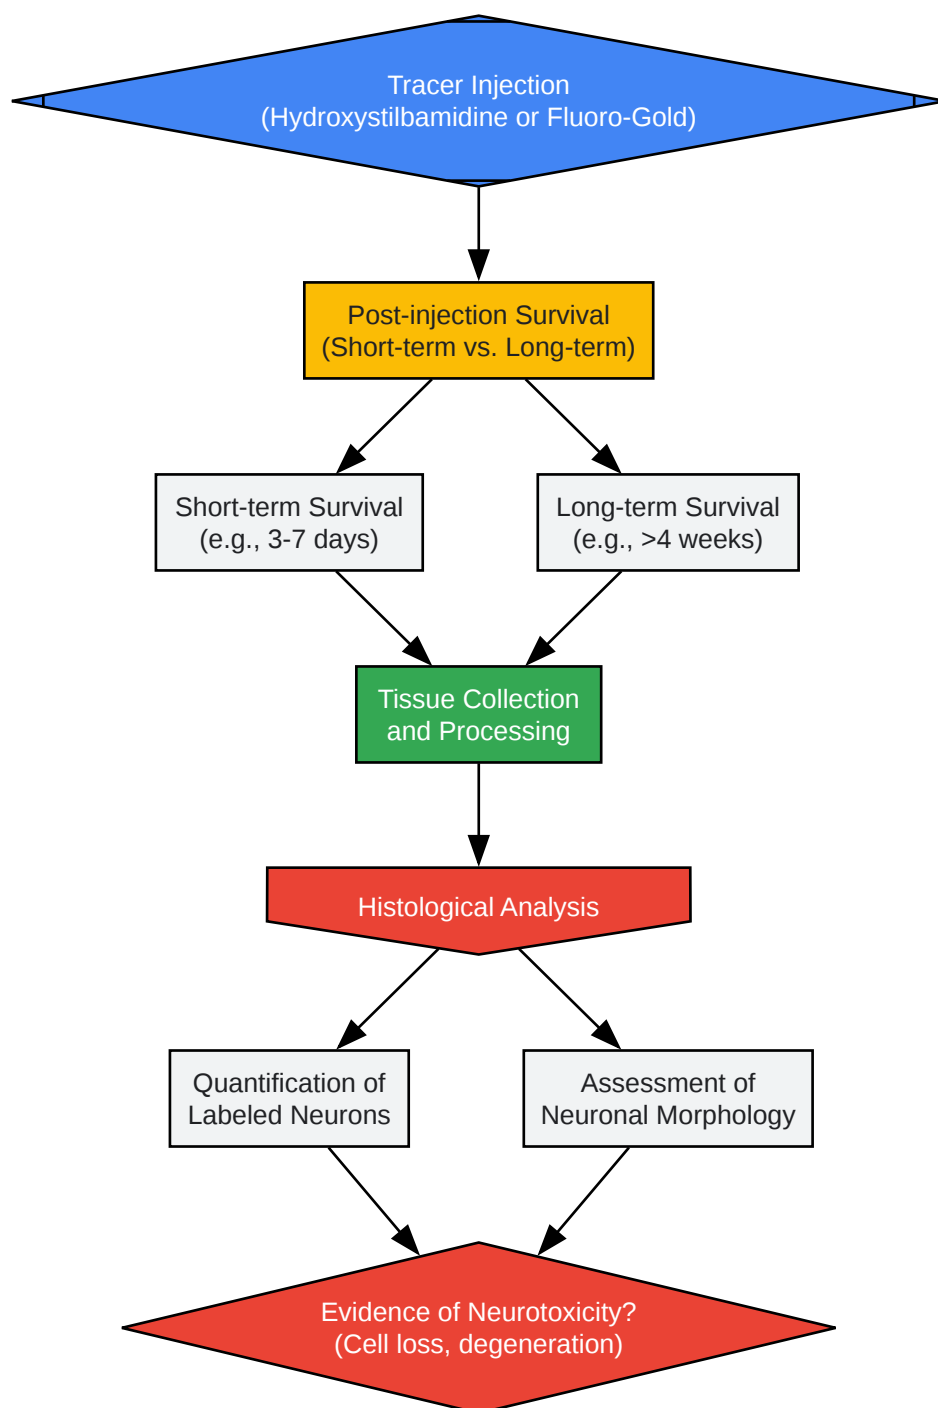 Tracer Injection
(Hydroxystilbamidine or Fluoro-Gold)
Post-injection Survival
(Short-term vs. Long-term)
Short-term Survival
(e.g., 3-7 days)
Long-term Survival
(e.g., >4 weeks)
Tissue Collection
and Processing
Histological Analysis
Quantification of
Labeled Neurons
Assessment of
Neuronal Morphology
Evidence of Neurotoxicity?
(Cell loss, degeneration)